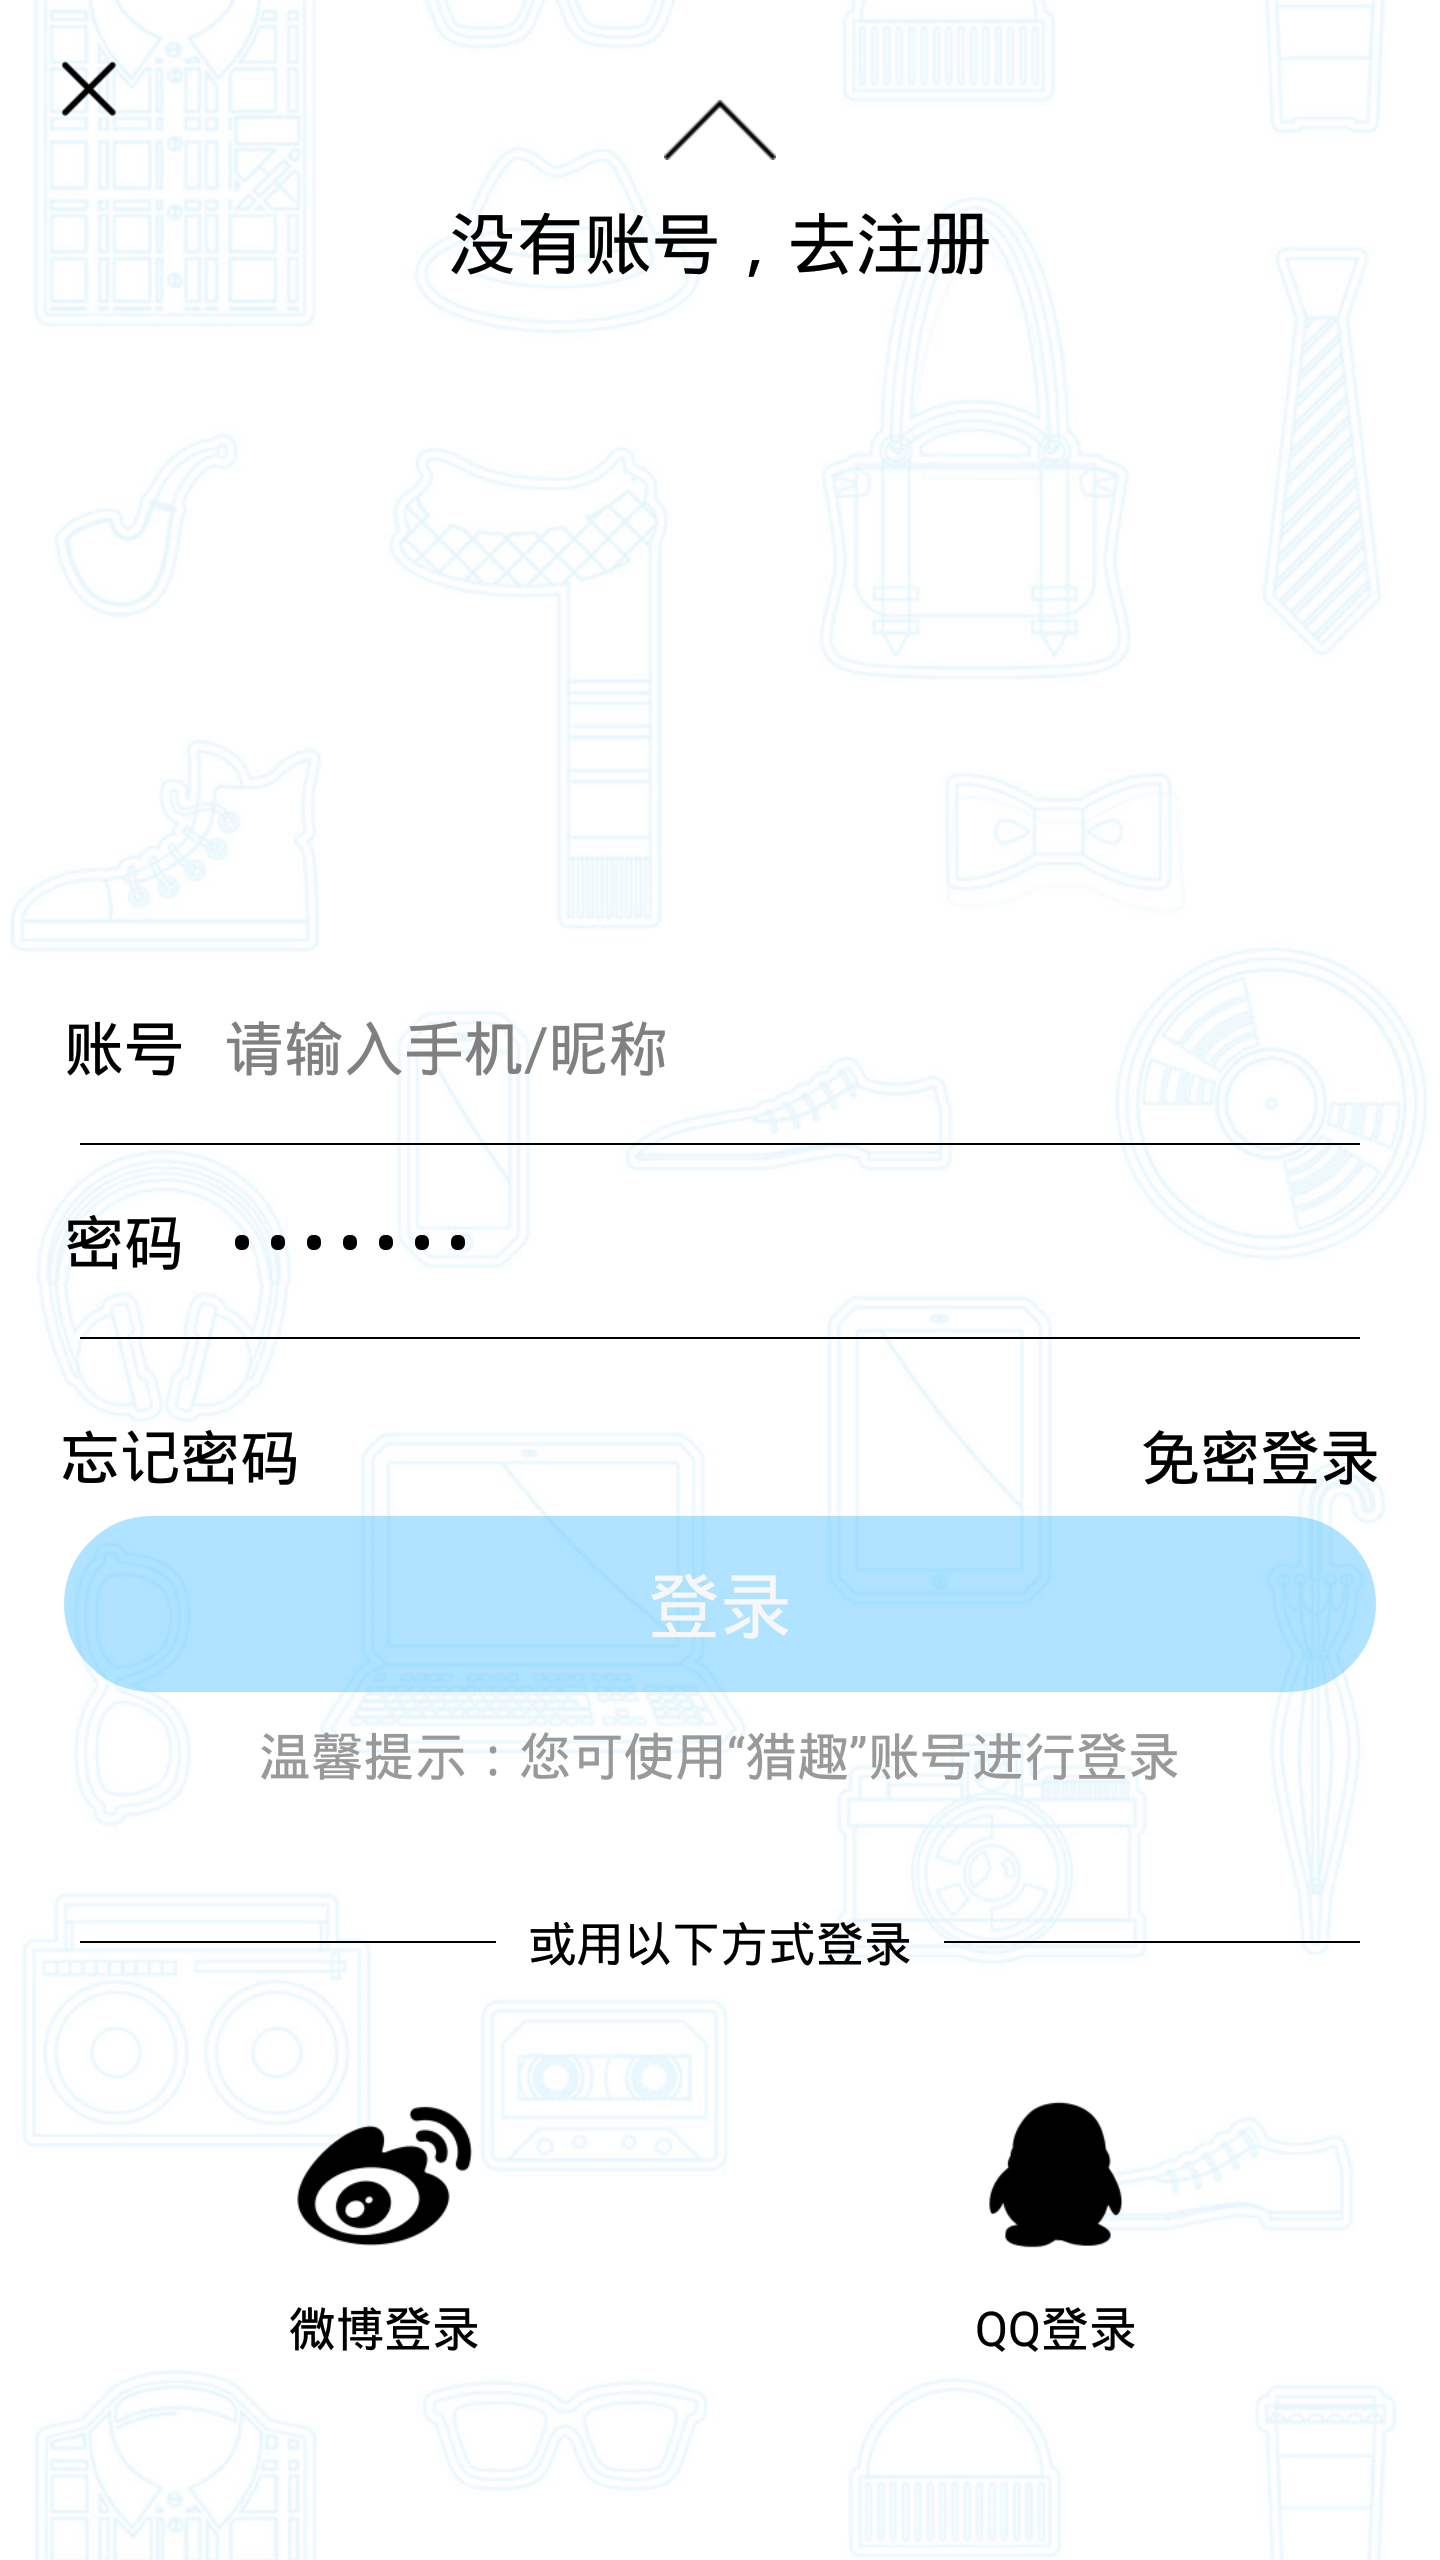 没有账号，去注册
账号 请输入手机/昵称
密码 •••••••
忘记密码 免密登录
登录
温馨提示：您可使用“猎趣”账号进行登录
或用以下方式登录
微博登录 QQ登录